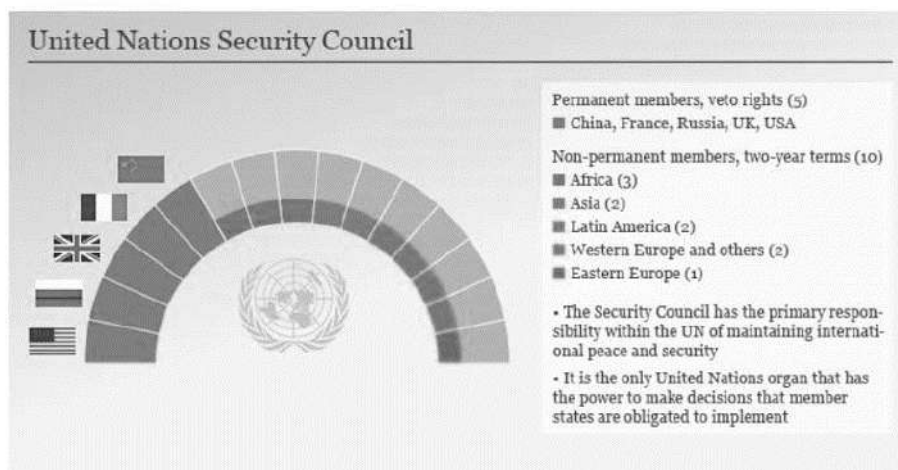 United Nations Security Council
Permanent members, veto rights (5)
China, France, Russia, UK, USA
Non-permanent members, two-year terms (10)
Africa (3)
Asia (2)
Latin America (2)
Western Europe and others (2)
Eastern Europe (1)
• The Security Council has the primary respon-
sibility within the UN of maintaining internati-
onal peace and security
• It is the only United Nations organ that has
the power to make decisions that member
states are obligated to implement